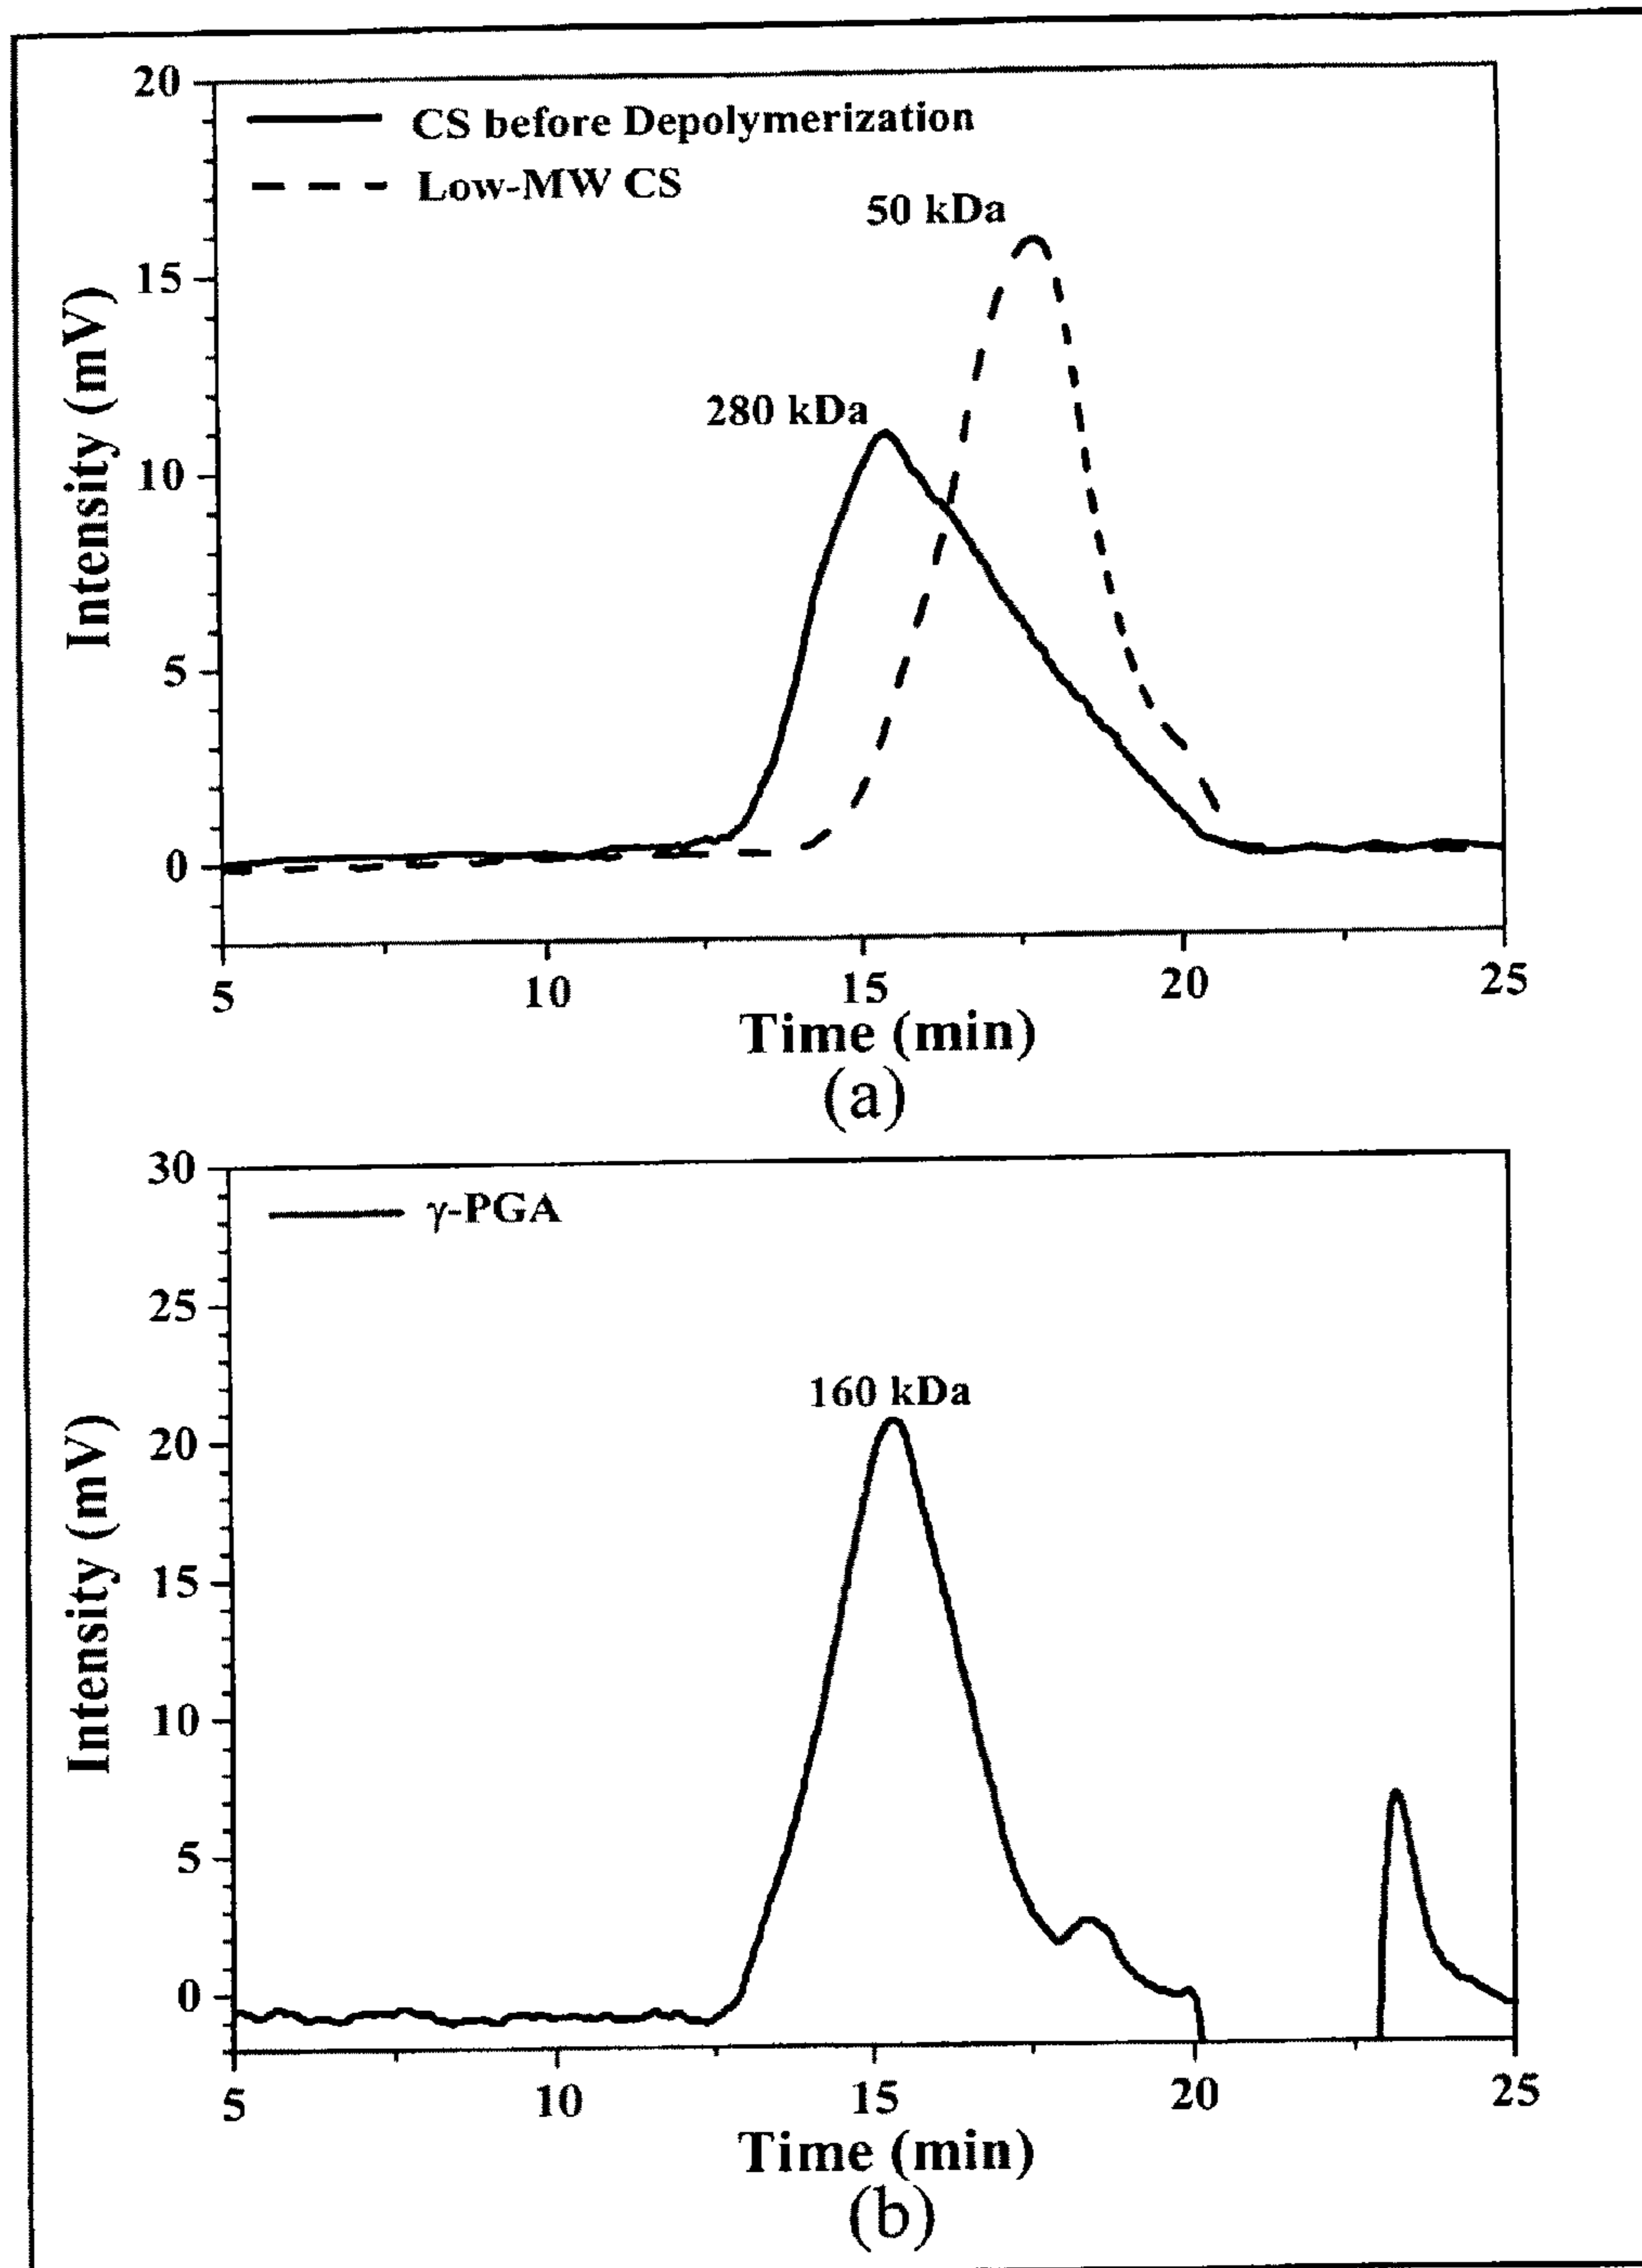 20
CS before Depolymerization
Low-MW CS
50 kDa
15
280 kDa
10
5
0
Intensity (mV)
5 10 15 20 25
Time (min)
(a)
30
γ-PGA
25
160 kDa
20
15
10
5
0
Intensity (mV)
5 10 15 20 25
Time (min)
(b)